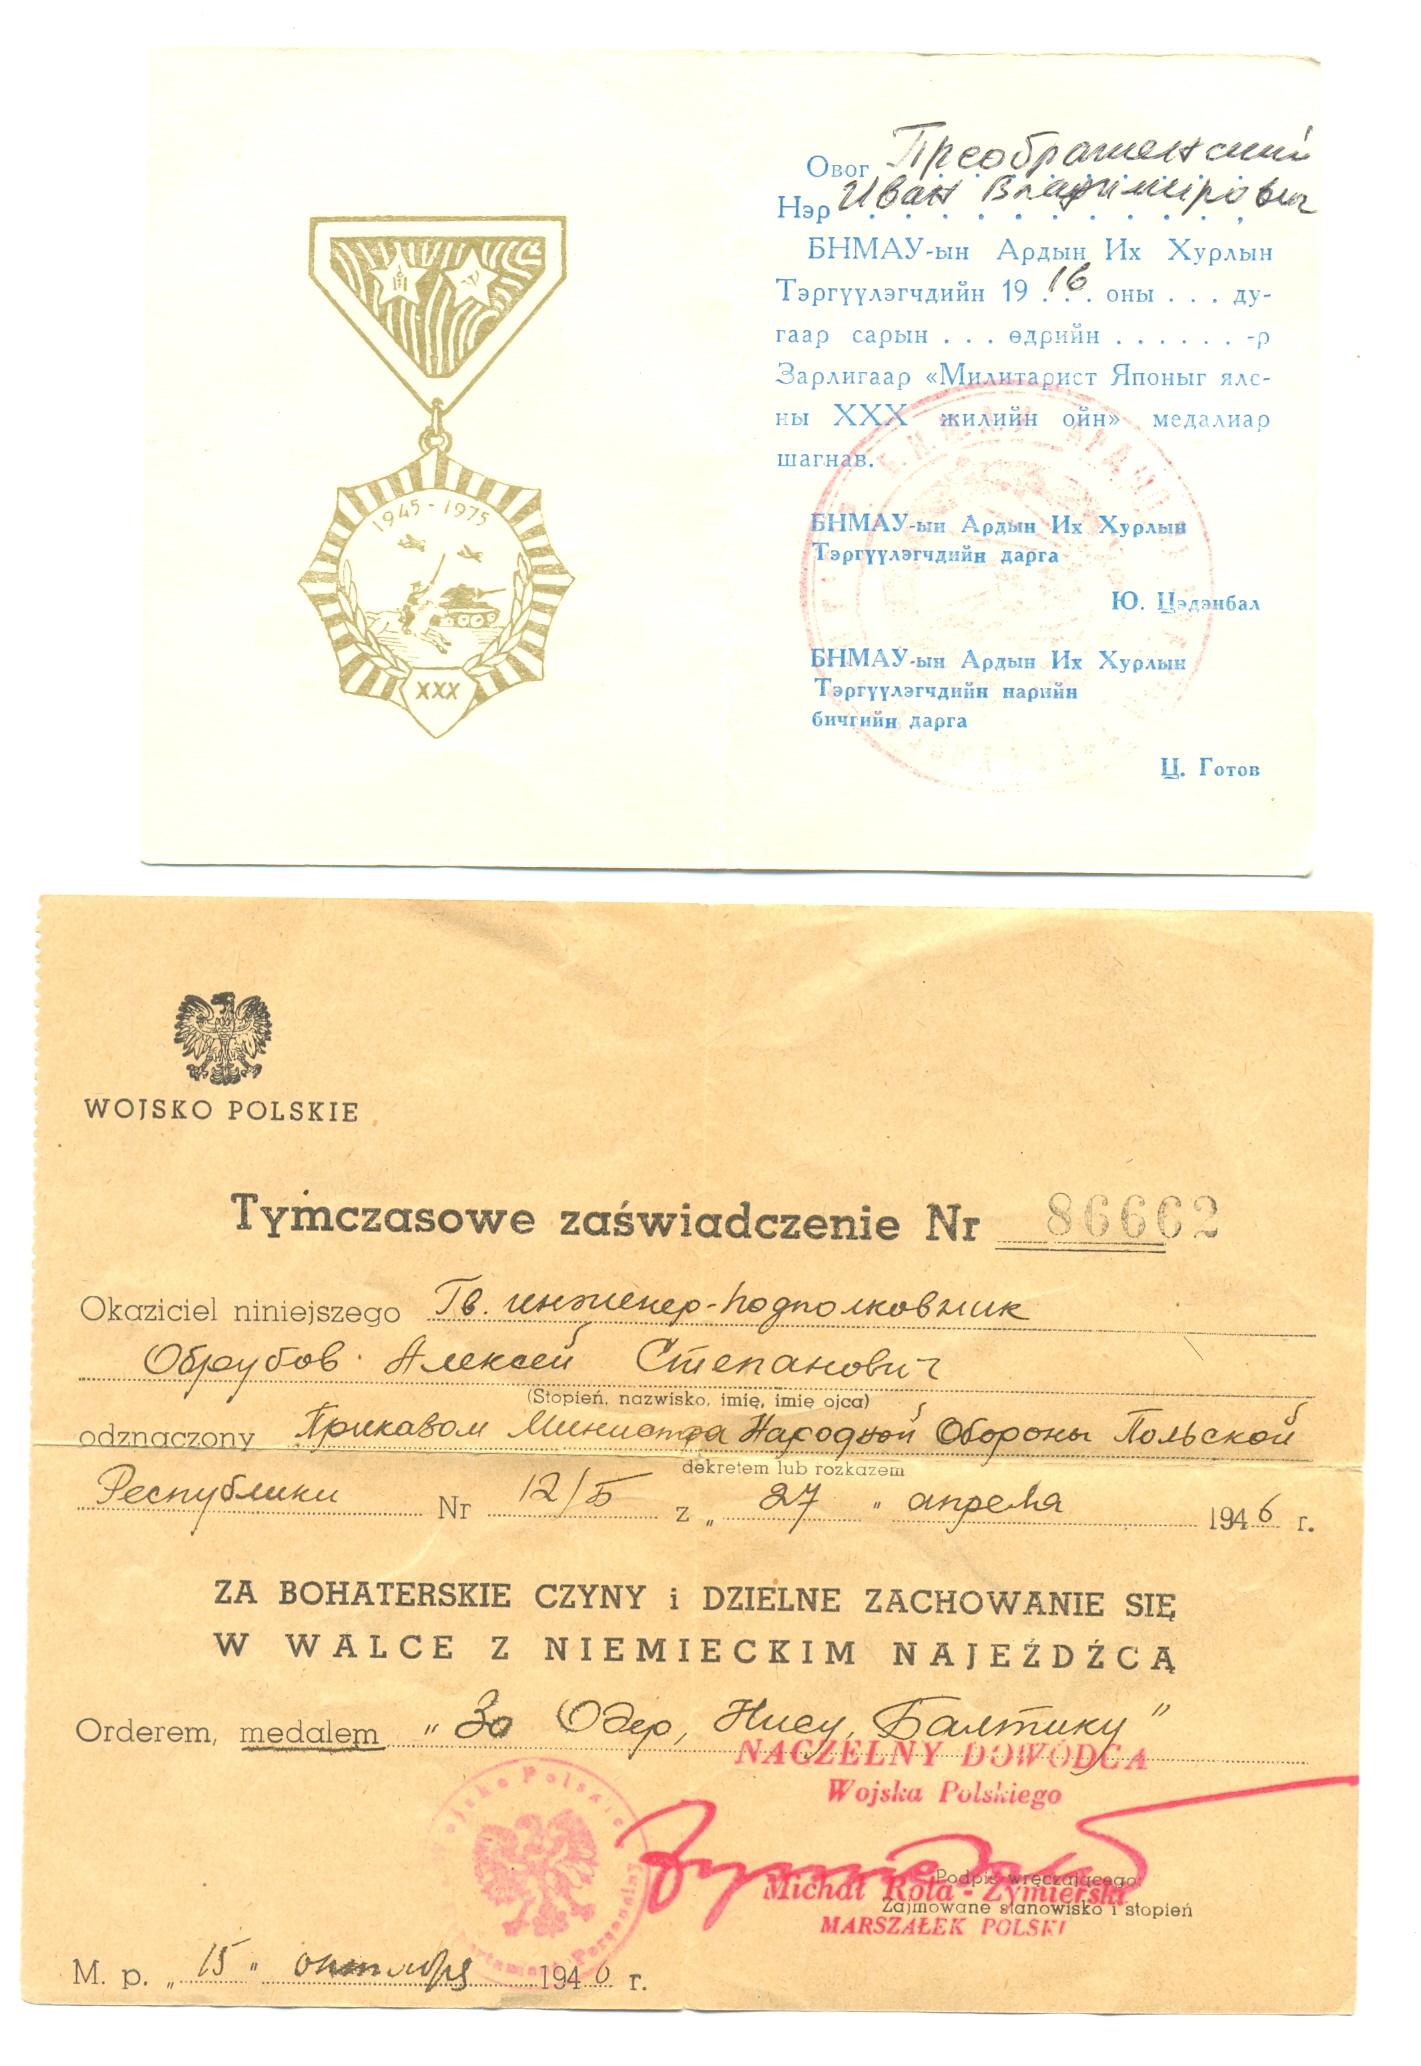 1945-1975
XXX
Овог Преображенский
Нэр Иван Владимирович
БНМАУ-ын Ардын Их Хурлын
Тэргүүлэгчдийн 19 16 оны . . . ду-
гаар сарын . . . өдрийн . . . . . . -р
Зарлигаар «Милитарист Японыг ялс-
ны XXX жилийн ойн» медалиар
шагнав.
БНМАУ-ын Ардын Их Хурлын
Тэргүүлэгчдийн дарга
Ю. Цэдэнбал
БНМАУ-ын Ардын Их Хурлын
Тэргүүлэгчдийн нарийн
бичгийн дарга
Ц. Готов
WOJSKO POLSKIE
Tymczasowe zaświadczenie Nr 86662
Okaziciel niniejszego Гв. инженер-подполковник
Обрубов Алексей Степанович
(Stopień, nazwisko, imię, imię ojca)
odznaczony Приказом Министра Народной Обороны Польской
dekretem lub rozkazem
Республики Nr 12/Б z „ 27 " апреля 1946 r.
ZA BOHATERSKIE CZYNY i DZIELNE ZACHOWANIE SIĘ
W WALCE Z NIEMIECKIM NAJEŹDŹCĄ
Orderem, medalem „За Одер, Нису, Балтику"
NACZELNY DOWÓDCA
Wojska Polskiego
Podpis wręczającego:
Michał Rola - Żymierski
Zajmowane stanowisko i stopień
MARSZAŁEK POLSKI
Wojsko Polskie
Departament Personalny
M. p. „ 15 " октября 1946 r.